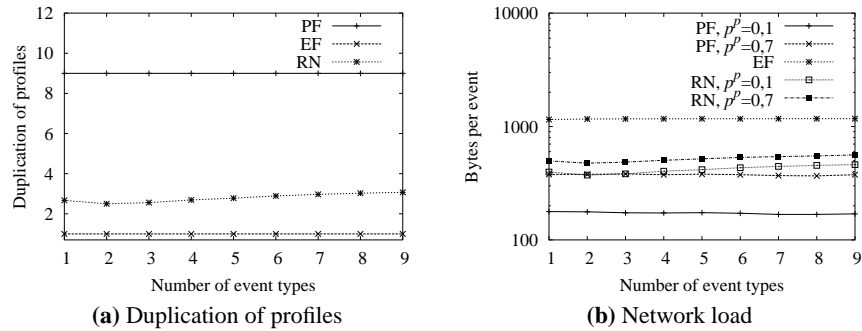 12
10
8
6
4
2
Duplication of profiles
PF
EF
RN
1 2 3 4 5 6 7 8 9
Number of event types
(a) Duplication of profiles
10000
1000
100
Bytes per event
PF, p^p=0,1
PF, p^p=0,7
EF
RN, p^p=0,1
RN, p^p=0,7
1 2 3 4 5 6 7 8 9
Number of event types
(b) Network load